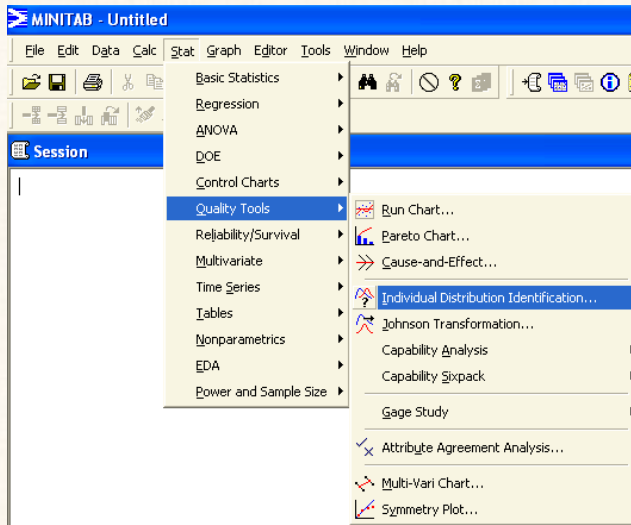 MINITAB - Untitled
File Edit Data Calc Stat Graph Editor Tools Window Help
Session
Basic Statistics
Regression
ANOVA
DOE
Control Charts
Quality Tools
Reliability/Survival
Multivariate
Time Series
Tables
Nonparametrics
EDA
Power and Sample Size
Run Chart...
Pareto Chart...
Cause-and-Effect...
Individual Distribution Identification...
Johnson Transformation...
Capability Analysis
Capability Sixpack
Gage Study
Attribute Agreement Analysis...
Multi-Vari Chart...
Symmetry Plot...